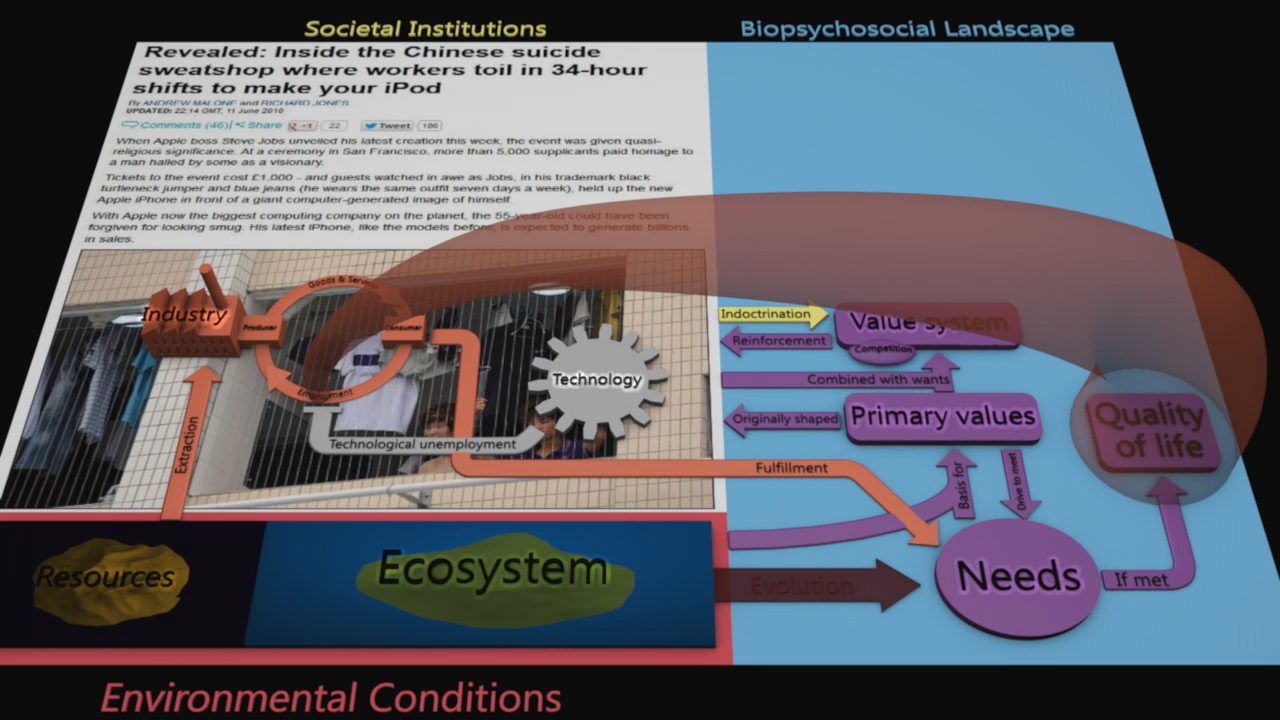 Societal Institutions
Biopsychosocial Landscape
Revealed: Inside the Chinese suicide
sweatshop where workers toil in 34-hour
shifts to make your iPod
By ANDREW MALONE and RICHARD JONES
UPDATED: 22:14 GMT, 11 June 2010
Comments (46) | Share
+1
22
Tweet
186
When Apple boss Steve Jobs unveiled his latest creation this week, the event was given quasi-
religious significance. At a ceremony in San Francisco, more than 5,000 supplicants paid homage to
a man hailed by some as a visionary.
Tickets to the event cost £1,000 - and guests watched in awe as Jobs, in his trademark black
turtleneck jumper and blue jeans (he wears the same outfit seven days a week), held up the new
Apple iPhone in front of a giant computer-generated image of himself.
With Apple now the biggest computing company on the planet, the 55-year-old could have been
forgiven for looking smug. His latest iPhone, like the models before, is expected to generate billions
in sales.
Industry
Producer
Goods & Services
Consumer
Employment
Technology
Technological unemployment
Extraction
Indoctrination
Reinforcement
Value system
Competition
Combined with wants
Originally shaped
Primary values
Quality
of life
Fulfillment
Basis for
Drive to meet
Resources
Ecosystem
Evolution
Needs
If met
Environmental Conditions